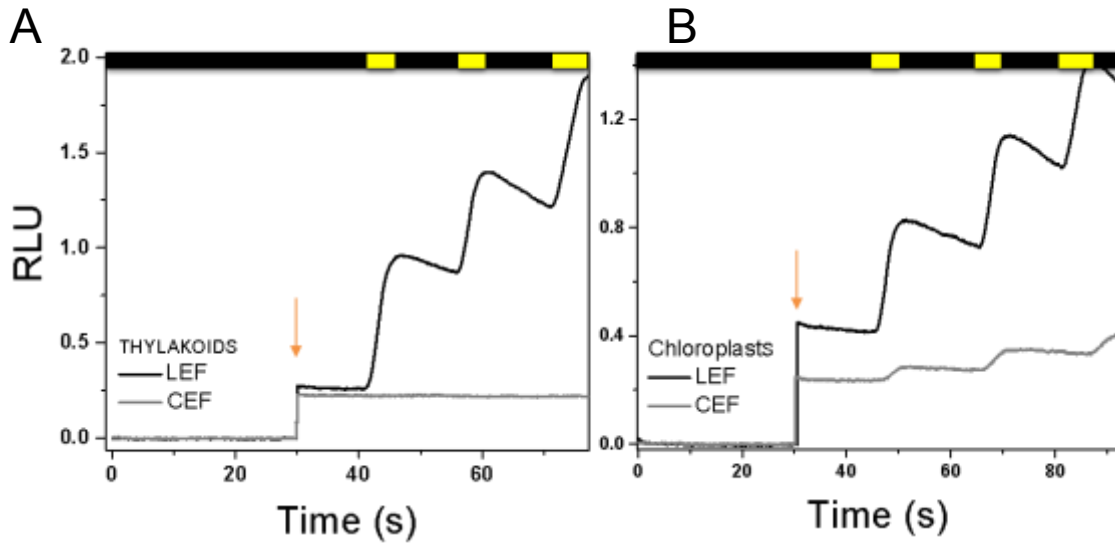 A
B
RLU
2.0
1.5
1.0
0.5
0.0
THYLAKOIDS
LEF
CEF
0 20 40 60
Time (s)
1.2
0.8
0.4
0.0
Chloroplasts
LEF
CEF
0 20 40 60 80
Time (s)